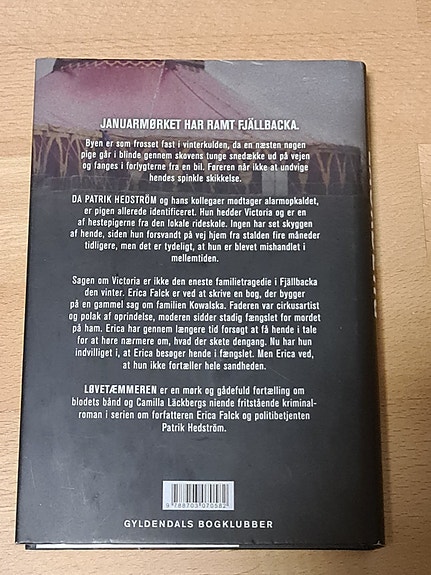 JANUARMØRKET HAR RAMT FJÄLLBACKA.
Byen er som frosset fast i vinterkulden, da en næsten nøgen
pige går i blinde gennem skovens tunge snedække ud på vejen
og fanges i forlygterne fra en bil. Føreren når ikke at undvige
hendes spinkle skikkelse.
DA PATRIK HEDSTRÖM og hans kollegaer modtager alarmopkaldet,
er pigen allerede identificeret. Hun hedder Victoria og er en
af hestepigerne fra den lokale rideskole. Ingen har set skyggen
af hende, siden hun forsvandt på vej hjem fra stalden fire måneder
tidligere, men det er tydeligt, at hun er blevet mishandlet i
mellemtiden.
Sagen om Victoria er ikke den eneste familietragedie i Fjällbacka
den vinter. Erica Falck er ved at skrive en bog, der bygger
på en gammel sag om familien Kowalska. Faderen var cirkusartist
og polak af oprindelse, moderen sidder stadig fængslet for mordet
på ham. Erica har gennem længere tid forsøgt at få hende i tale
for at høre nærmere om, hvad der skete dengang. Nu har hun
indvilliget i, at Erica besøger hende i fængslet. Men Erica ved,
at hun ikke fortæller hele sandheden.
LØVETÆMMEREN er en mørk og gådefuld fortælling om
blodets bånd og Camilla Läckbergs niende fritstående kriminal-
roman i serien om forfatteren Erica Falck og politibetjenten
Patrik Hedström.
9 788703 070582
GYLDENDALS BOGKLUBBER